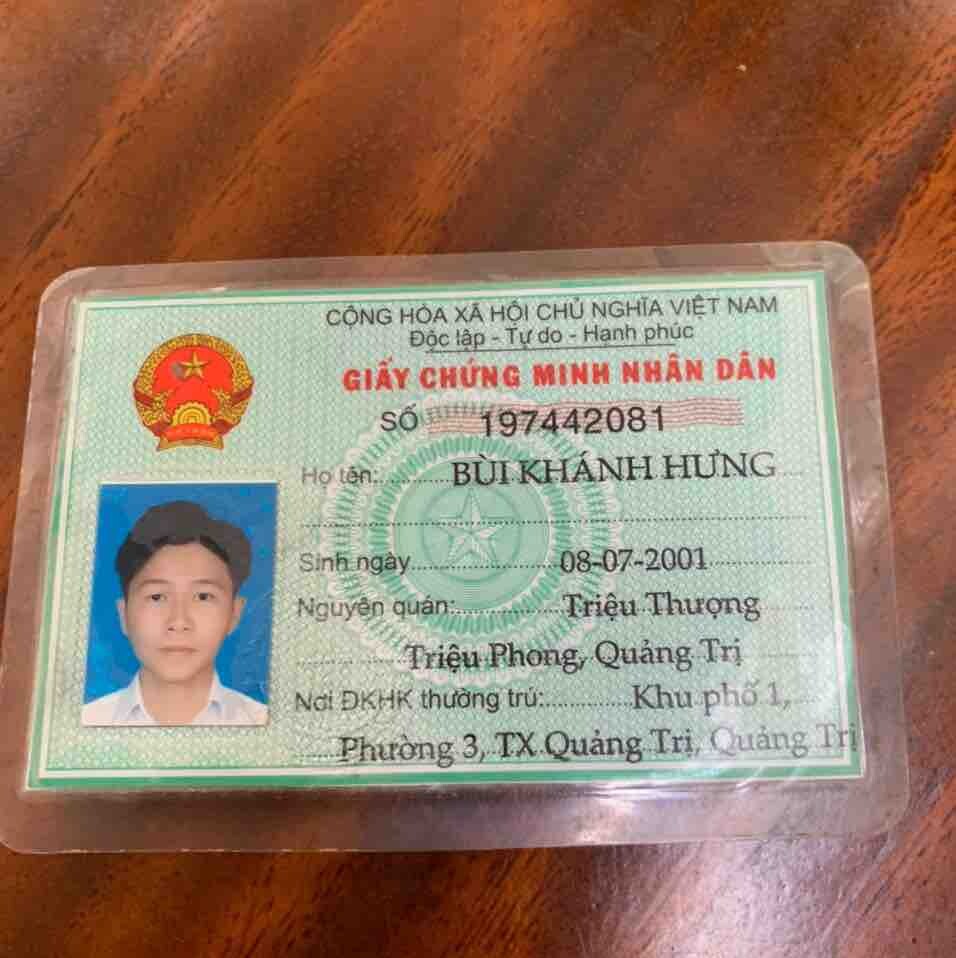 CỘNG HÒA XÃ HỘI CHỦ NGHĨA VIỆT NAM
Độc lập - Tự do - Hạnh phúc
GIẤY CHỨNG MINH NHÂN DÂN
SỐ 197442081
Họ tên: BÙI KHÁNH HƯNG
Sinh ngày 08-07-2001
Nguyên quán: Triệu Thượng
Triệu Phong, Quảng Trị
Nơi ĐKHK thường trú: Khu phố 1,
Phường 3, TX Quảng Trị, Quảng Trị